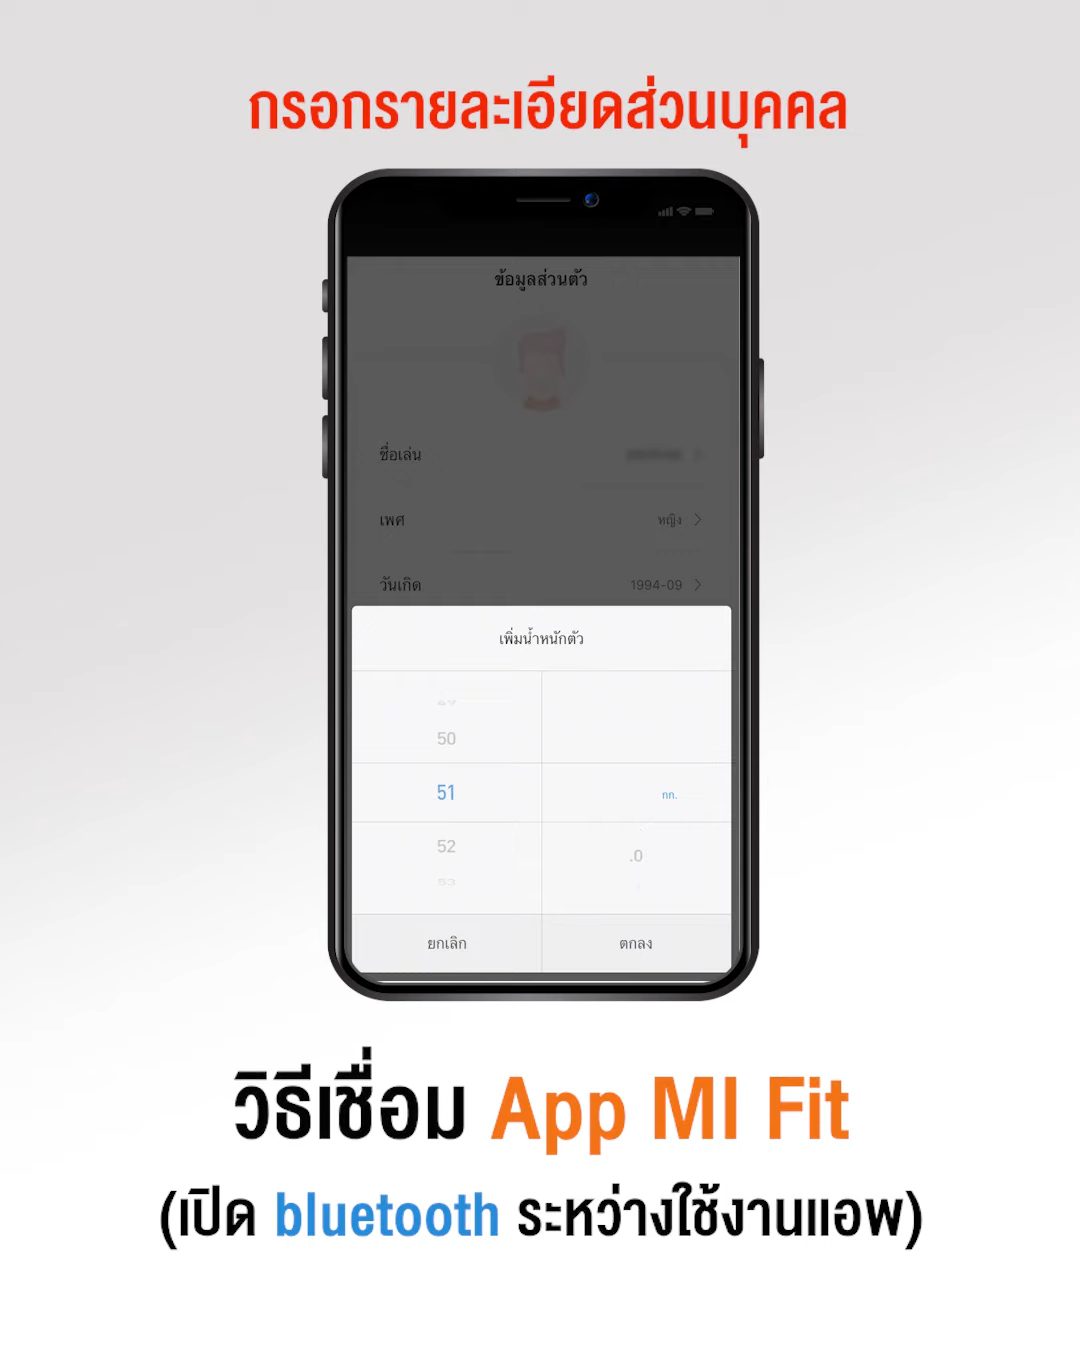 กรอกรายละเอียดส่วนบุคคล
ข้อมูลส่วนตัว
ชื่อเล่น
เพศ หญิง
วันเกิด 1994-09
เพิ่มน้ำหนักตัว
50
51 กก.
52
.0
53
ยกเลิก ตกลง
วิธีเชื่อม App MI Fit
(เปิด bluetooth ระหว่างใช้งานแอพ)